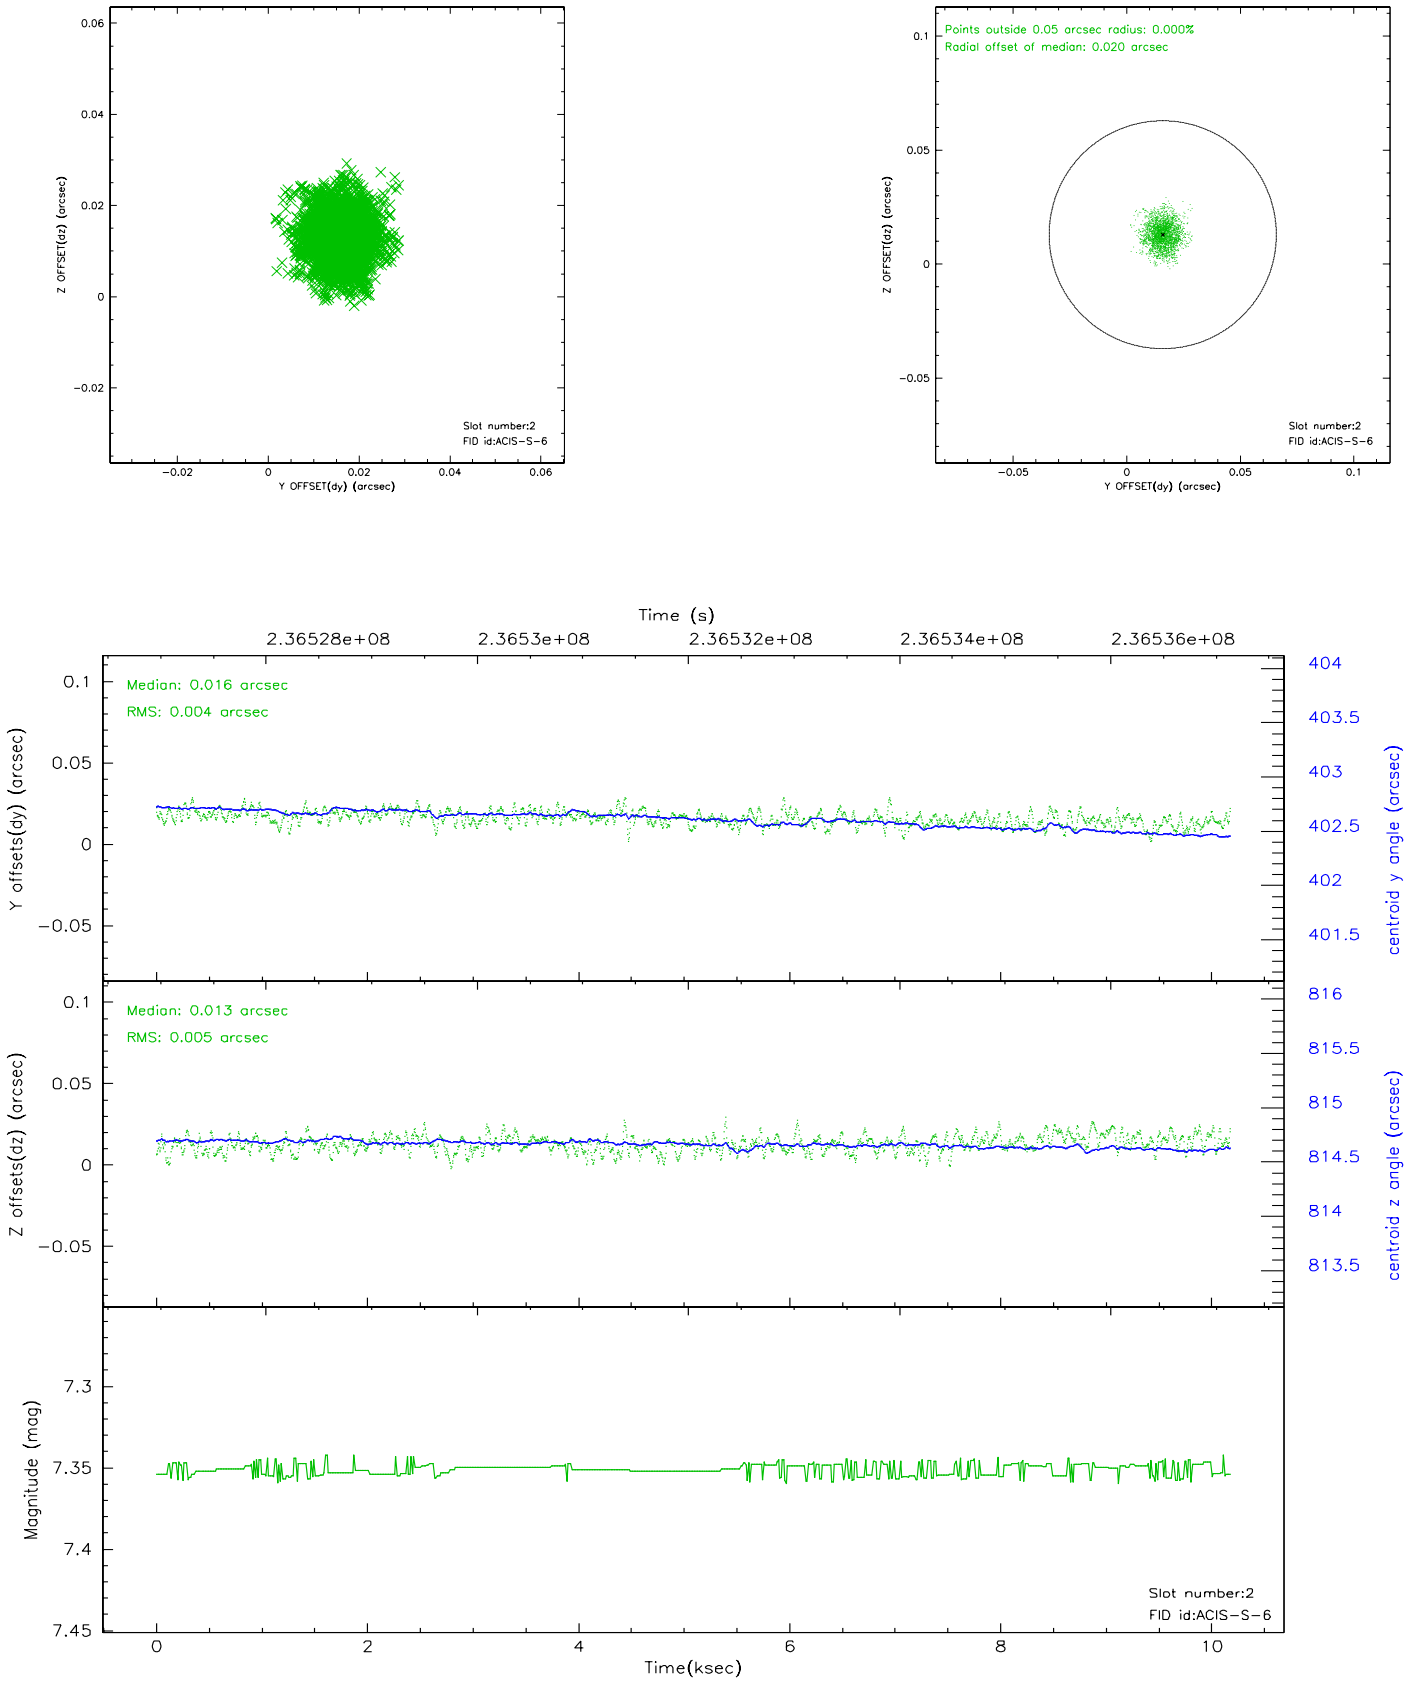 0.06
0.04
0.02
0
−0.02
Z OFFSET(dz) (arcsec)
Slot number:2
FID id:ACIS−S−6
−0.02 0 0.02 0.04 0.06
Y OFFSET(dy) (arcsec)
Points outside 0.05 arcsec radius: 0.000%
Radial offset of median: 0.020 arcsec
0.1
0.05
0
−0.05
Z OFFSET(dz) (arcsec)
Slot number:2
FID id:ACIS−S−6
−0.05 0 0.05 0.1
Y OFFSET(dy) (arcsec)
Time (s)
2.36528e+08 2.3653e+08 2.36532e+08 2.36534e+08 2.36536e+08
Median: 0.016 arcsec
RMS: 0.004 arcsec
0.1
0.05
0
−0.05
Y offsets(dy) (arcsec)
404
403.5
403
402.5
402
401.5
centroid y angle (arcsec)
Median: 0.013 arcsec
RMS: 0.005 arcsec
0.1
0.05
0
−0.05
Z offsets(dz) (arcsec)
816
815.5
815
814.5
814
813.5
centroid z angle (arcsec)
7.3
7.35
7.4
7.45
Magnitude (mag)
Slot number:2
FID id:ACIS−S−6
0 2 4 6 8 10
Time(ksec)